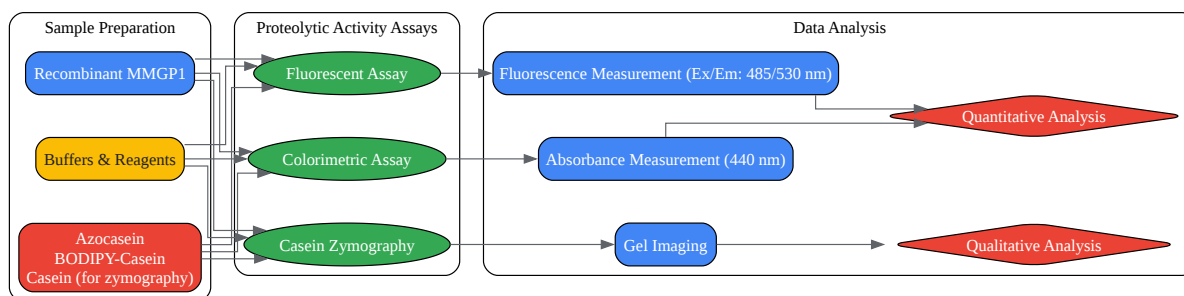 Sample Preparation
Proteolytic Activity Assays
Data Analysis
Recombinant MMGP1
Fluorescent Assay
Fluorescence Measurement (Ex/Em: 485/530 nm)
Quantitative Analysis
Buffers & Reagents
Colorimetric Assay
Absorbance Measurement (440 nm)
Azocasein
BODIPY-Casein
Casein (for zymography)
Casein Zymography
Gel Imaging
Qualitative Analysis